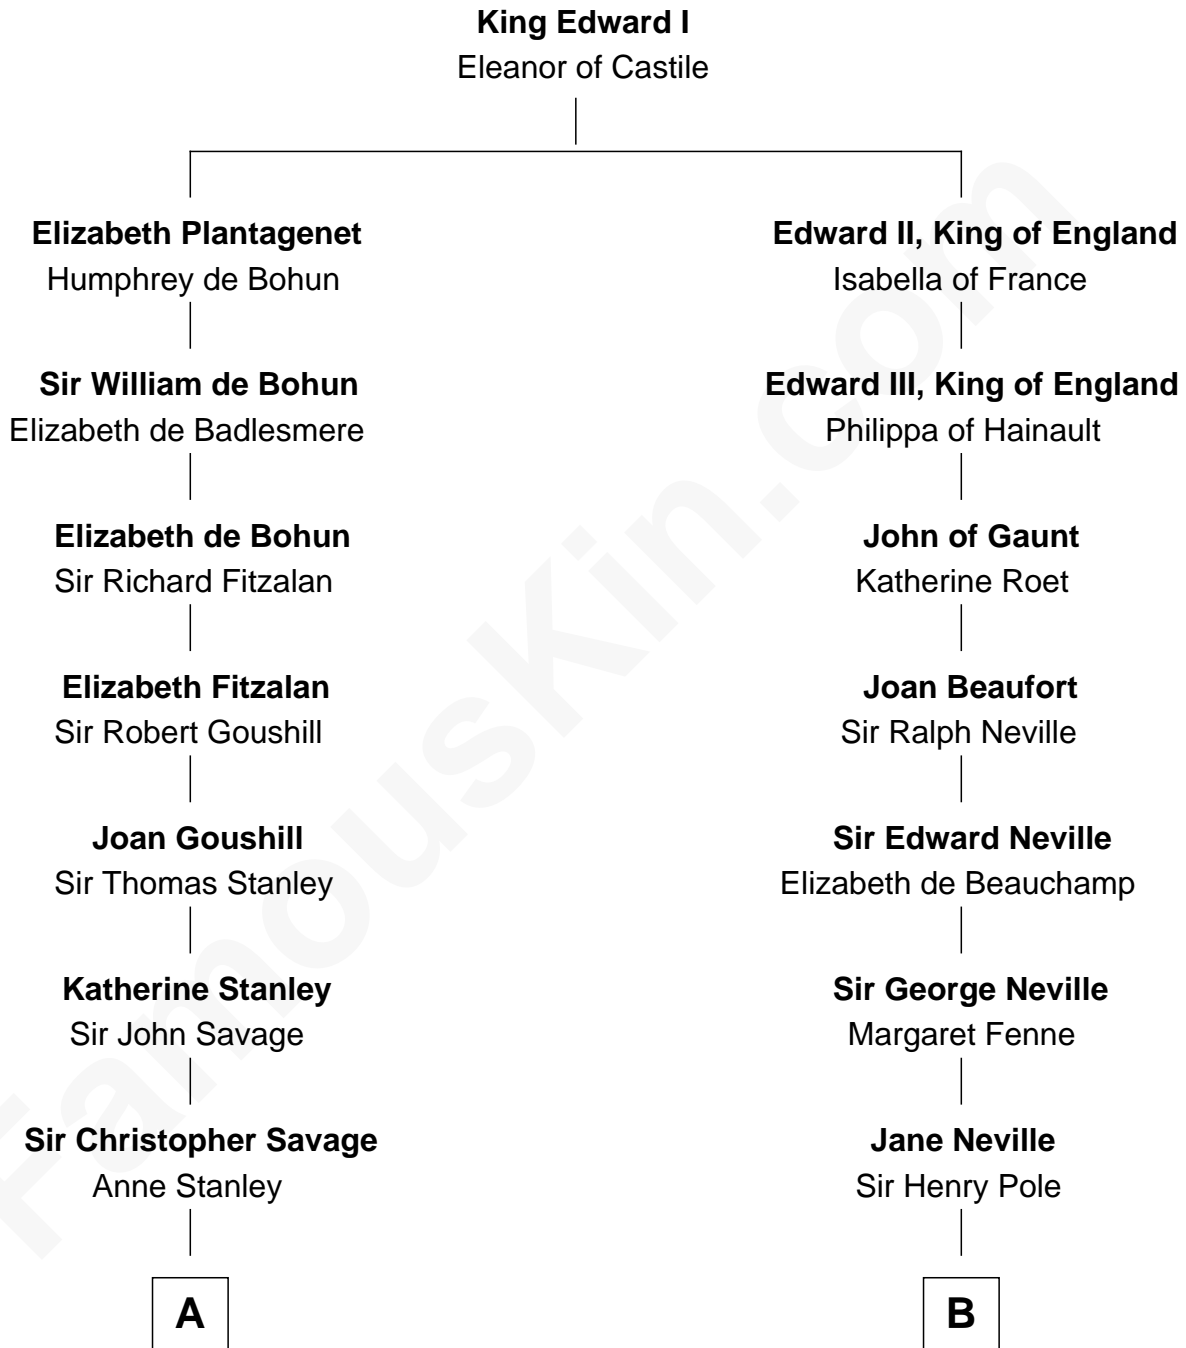 King Edward I
Eleanor of Castile
Elizabeth Plantagenet
Humphrey de Bohun
Edward II, King of England
Isabella of France
Sir William de Bohun
Elizabeth de Badlesmere
Edward III, King of England
Philippa of Hainault
Elizabeth de Bohun
Sir Richard Fitzalan
John of Gaunt
Katherine Roet
Elizabeth Fitzalan
Sir Robert Goushill
Joan Beaufort
Sir Ralph Neville
Joan Goushill
Sir Thomas Stanley
Sir Edward Neville
Elizabeth de Beauchamp
Katherine Stanley
Sir John Savage
Sir George Neville
Margaret Fenne
Sir Christopher Savage
Anne Stanley
Jane Neville
Sir Henry Pole
A
B
FamousKin.com